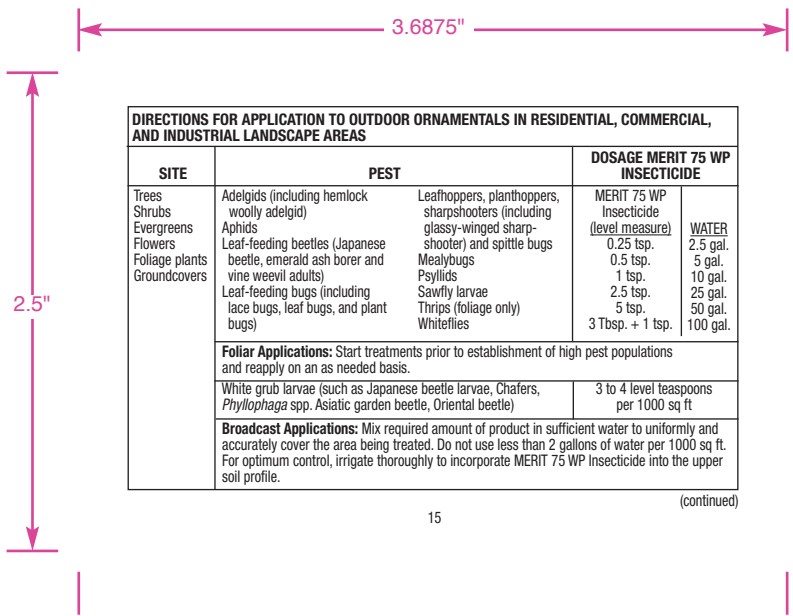 3.6875"
2.5"
DIRECTIONS FOR APPLICATION TO OUTDOOR ORNAMENTALS IN RESIDENTIAL, COMMERCIAL,
AND INDUSTRIAL LANDSCAPE AREAS
SITE
PEST
DOSAGE MERIT 75 WP
INSECTICIDE
Trees
Shrubs
Evergreens
Flowers
Foliage plants
Groundcovers
Adelgids (including hemlock
woolly adelgid)
Aphids
Leaf-feeding beetles (Japanese
beetle, emerald ash borer and
vine weevil adults)
Leaf-feeding bugs (including
lace bugs, leaf bugs, and plant
bugs)
Leafhoppers, planthoppers,
sharpshooters (including
glassy-winged sharp-
shooter) and spittle bugs
Mealybugs
Psyllids
Sawfly larvae
Thrips (foliage only)
Whiteflies
MERIT 75 WP
Insecticide
(level measure)
0.25 tsp.
0.5 tsp.
1 tsp.
2.5 tsp.
5 tsp.
3 Tbsp. + 1 tsp.
WATER
2.5 gal.
5 gal.
10 gal.
25 gal.
50 gal.
100 gal.
Foliar Applications: Start treatments prior to establishment of high pest populations
and reapply on an as needed basis.
White grub larvae (such as Japanese beetle larvae, Chafers,
Phyllophaga spp. Asiatic garden beetle, Oriental beetle)
3 to 4 level teaspoons
per 1000 sq ft
Broadcast Applications: Mix required amount of product in sufficient water to uniformly and
accurately cover the area being treated. Do not use less than 2 gallons of water per 1000 sq ft.
For optimum control, irrigate thoroughly to incorporate MERIT 75 WP Insecticide into the upper
soil profile.
(continued)
15